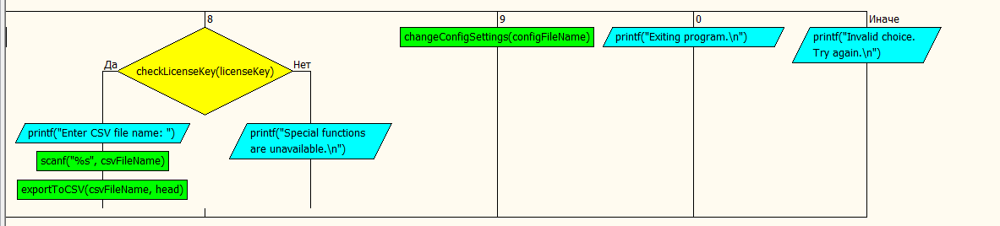 8
9
0
Иначе
changeConfigSettings(configFileName)
printf("Exiting program.\n")
printf("Invalid choice.
Try again.\n")
Да
Нет
checkLicenseKey(licenseKey)
printf("Enter CSV file name: ")
scanf("%s", csvFileName)
exportToCSV(csvFileName, head)
printf("Special functions
are unavailable.\n")